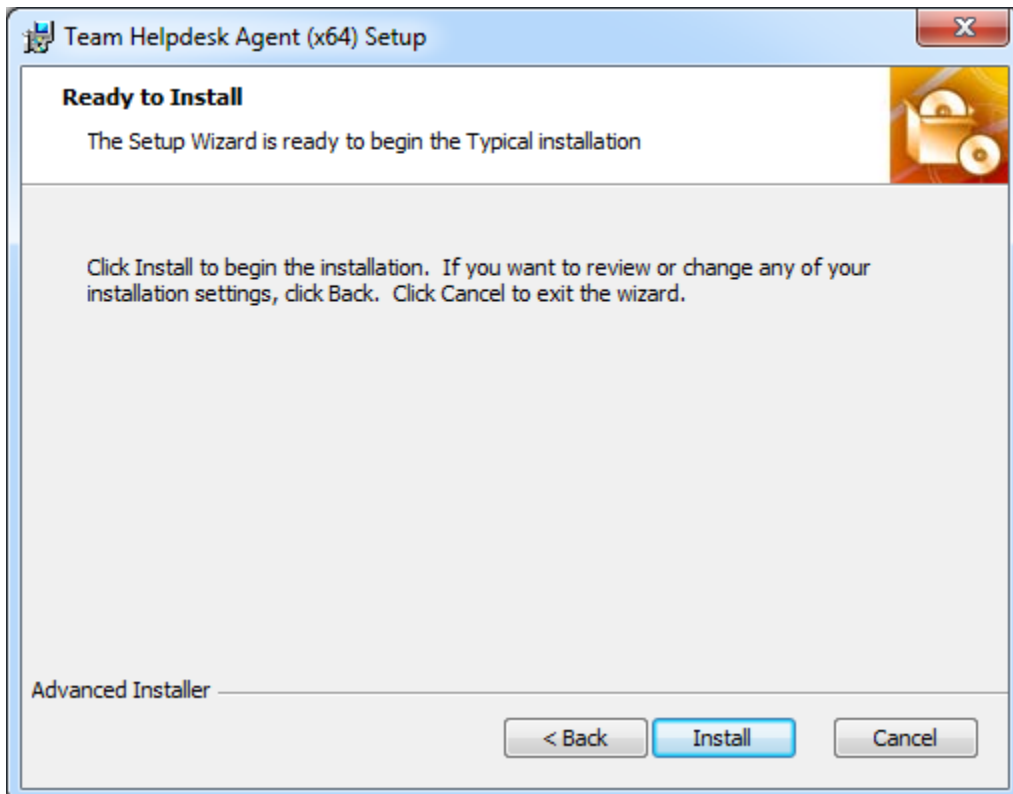 Team Helpdesk Agent (x64) Setup
Ready to Install
The Setup Wizard is ready to begin the Typical installation
Click Install to begin the installation.  If you want to review or change any of your
installation settings, click Back.  Click Cancel to exit the wizard.
Advanced Installer
< Back
Install
Cancel